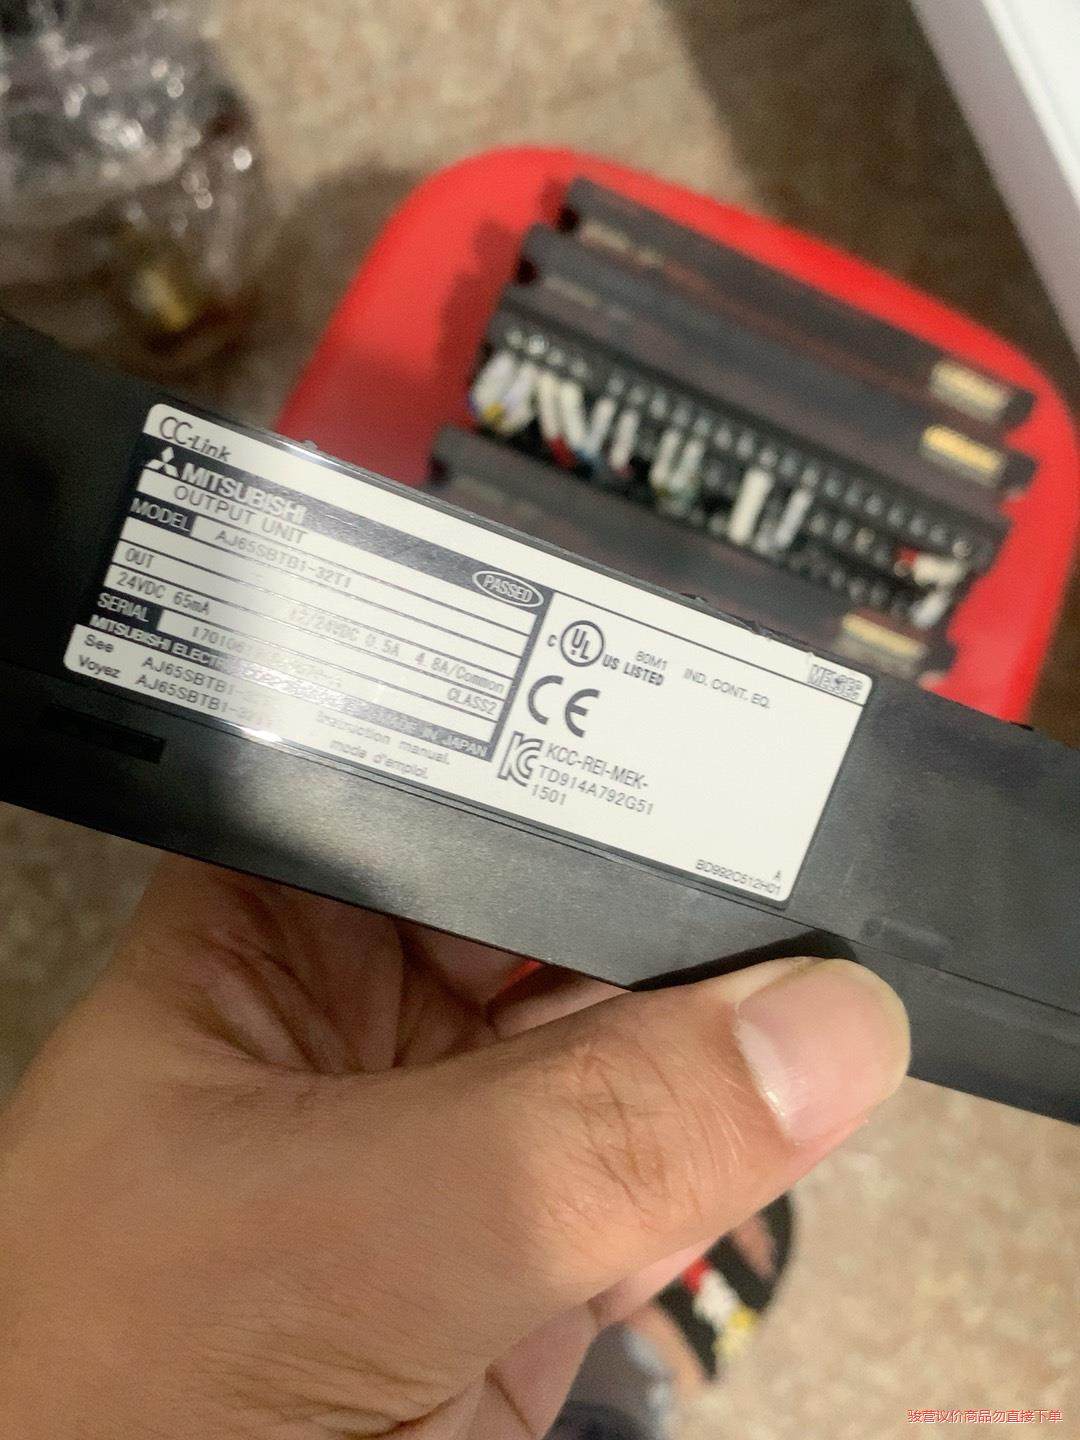 CC-Link
MITSUBISHI
OUTPUT UNIT
MODEL AJ65SBTB1-32T1
PASSED
OUT 12/24VDC 0.5A 4.8A/Common
24VDC 65mA CLASS2
SERIAL
MITSUBISHI ELECTRIC MADE IN JAPAN
See AJ65SBTB1- Instruction manual.
Voyez AJ65SBTB1-32T1 mode d'emploi.
C UL US LISTED
80M1 IND. CONT. EQ.
CE
KCC-REI-MEK-
TD914A792G51
1501
A
BD992C512H01
骏营议价商品勿直接下单